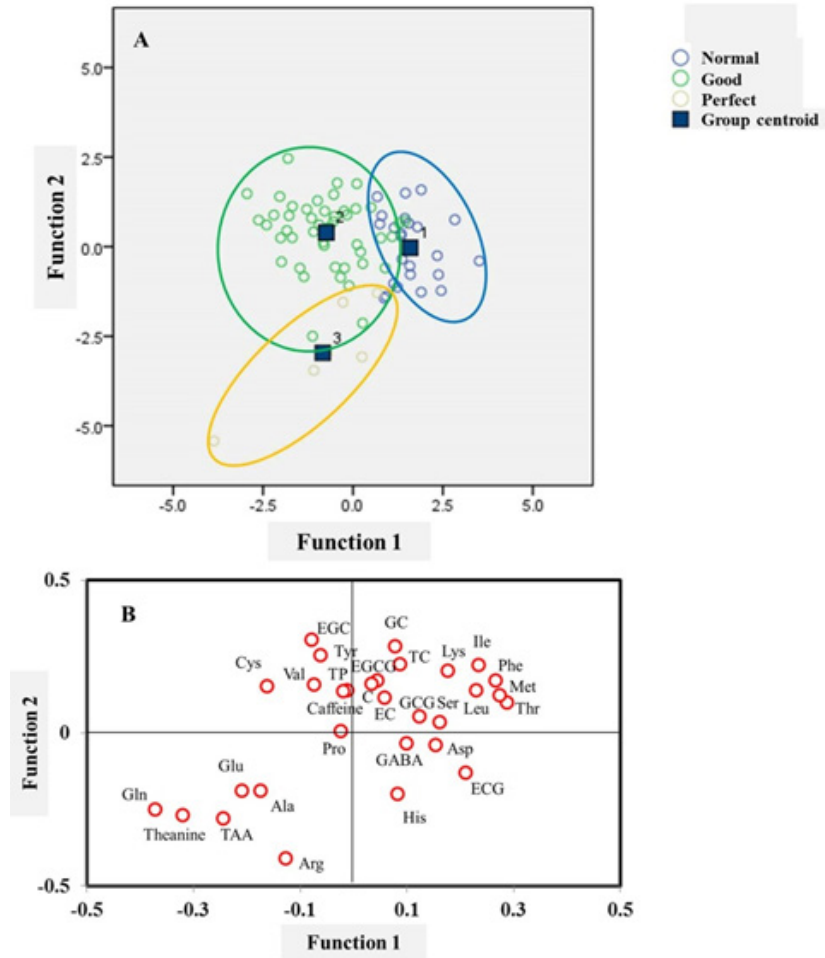 A
Normal
Good
Perfect
Group centroid
5.0
2.5
0.0
-2.5
-5.0
Function 2
2
1
3
-5.0 -2.5 0.0 2.5 5.0
Function 1
0.5
B
EGC
GC
Tyr
TC
Lys
Ile
Cys
Val
TP
EGCG
Phe
Met
Caffeine
C
EC
GCG
Ser
Leu
Thr
0
Pro
GABA
Asp
ECG
His
Glu
Gln
Ala
Theanine
TAA
Arg
Function 2
-0.5
-0.5 -0.3 -0.1 0.1 0.3 0.5
Function 1